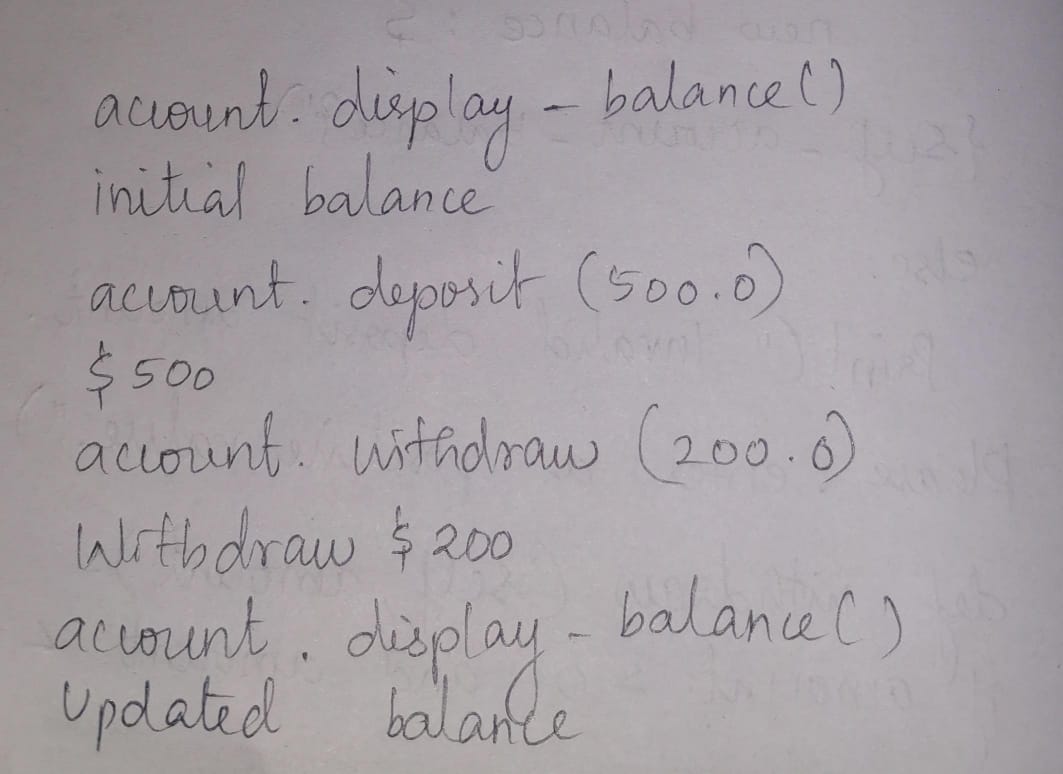 account. display - balance()
initial balance
account. deposit (500.0)
$ 500
account. withdraw (200.0)
Withdraw $ 200
account. display - balance()
Updated balance